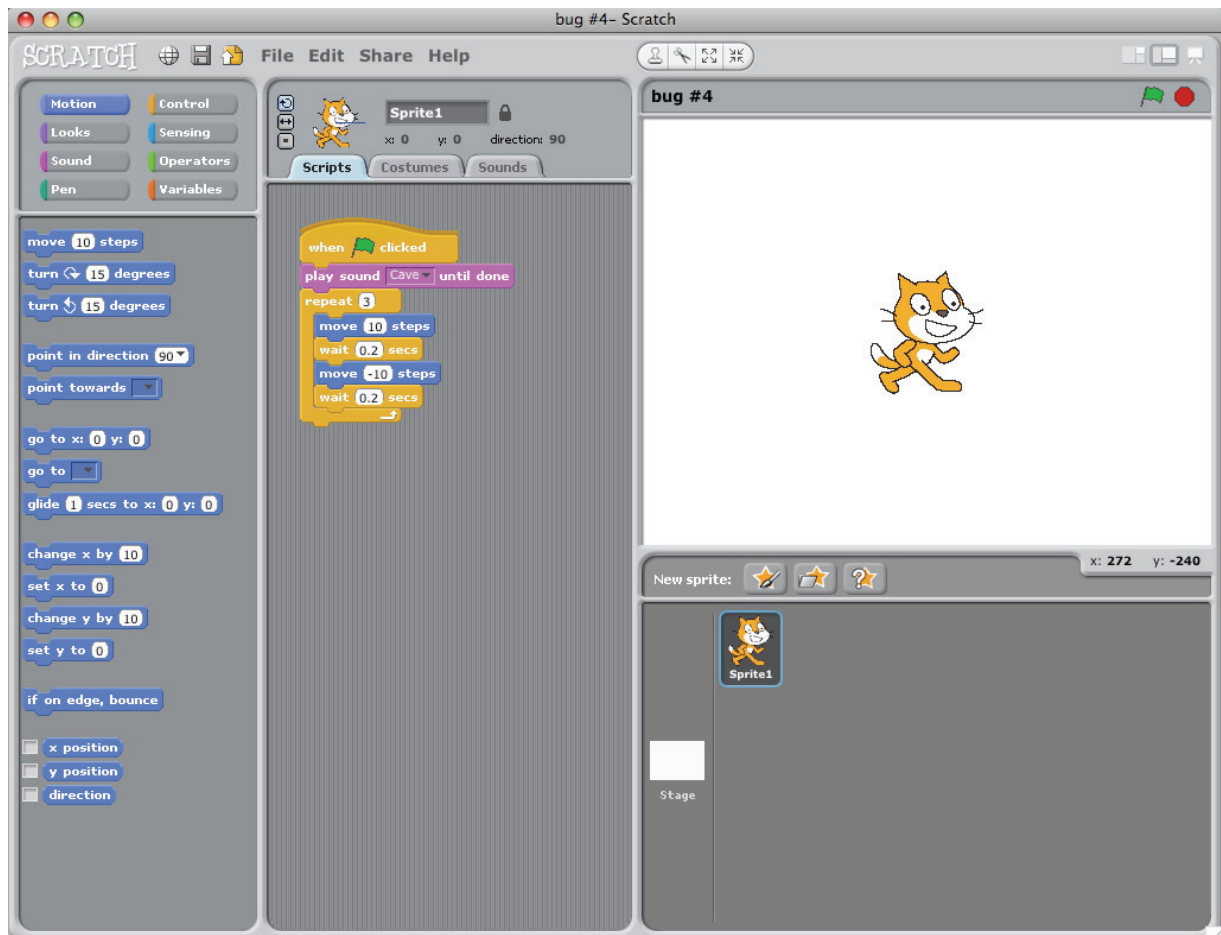 bug #4– Scratch
SCRATCH File Edit Share Help
Motion Control
Looks Sensing
Sound Operators
Pen Variables
move 10 steps
turn 15 degrees
turn 15 degrees
point in direction 90
point towards
go to x: 0 y: 0
go to
glide 1 secs to x: 0 y: 0
change x by 10
set x to 0
change y by 10
set y to 0
if on edge, bounce
x position
y position
direction
Sprite1
x: 0 y: 0 direction: 90
Scripts Costumes Sounds
when clicked
play sound Cave until done
repeat 3
move 10 steps
wait 0.2 secs
move -10 steps
wait 0.2 secs
bug #4
x: 272 y: -240
New sprite:
Sprite1
Stage